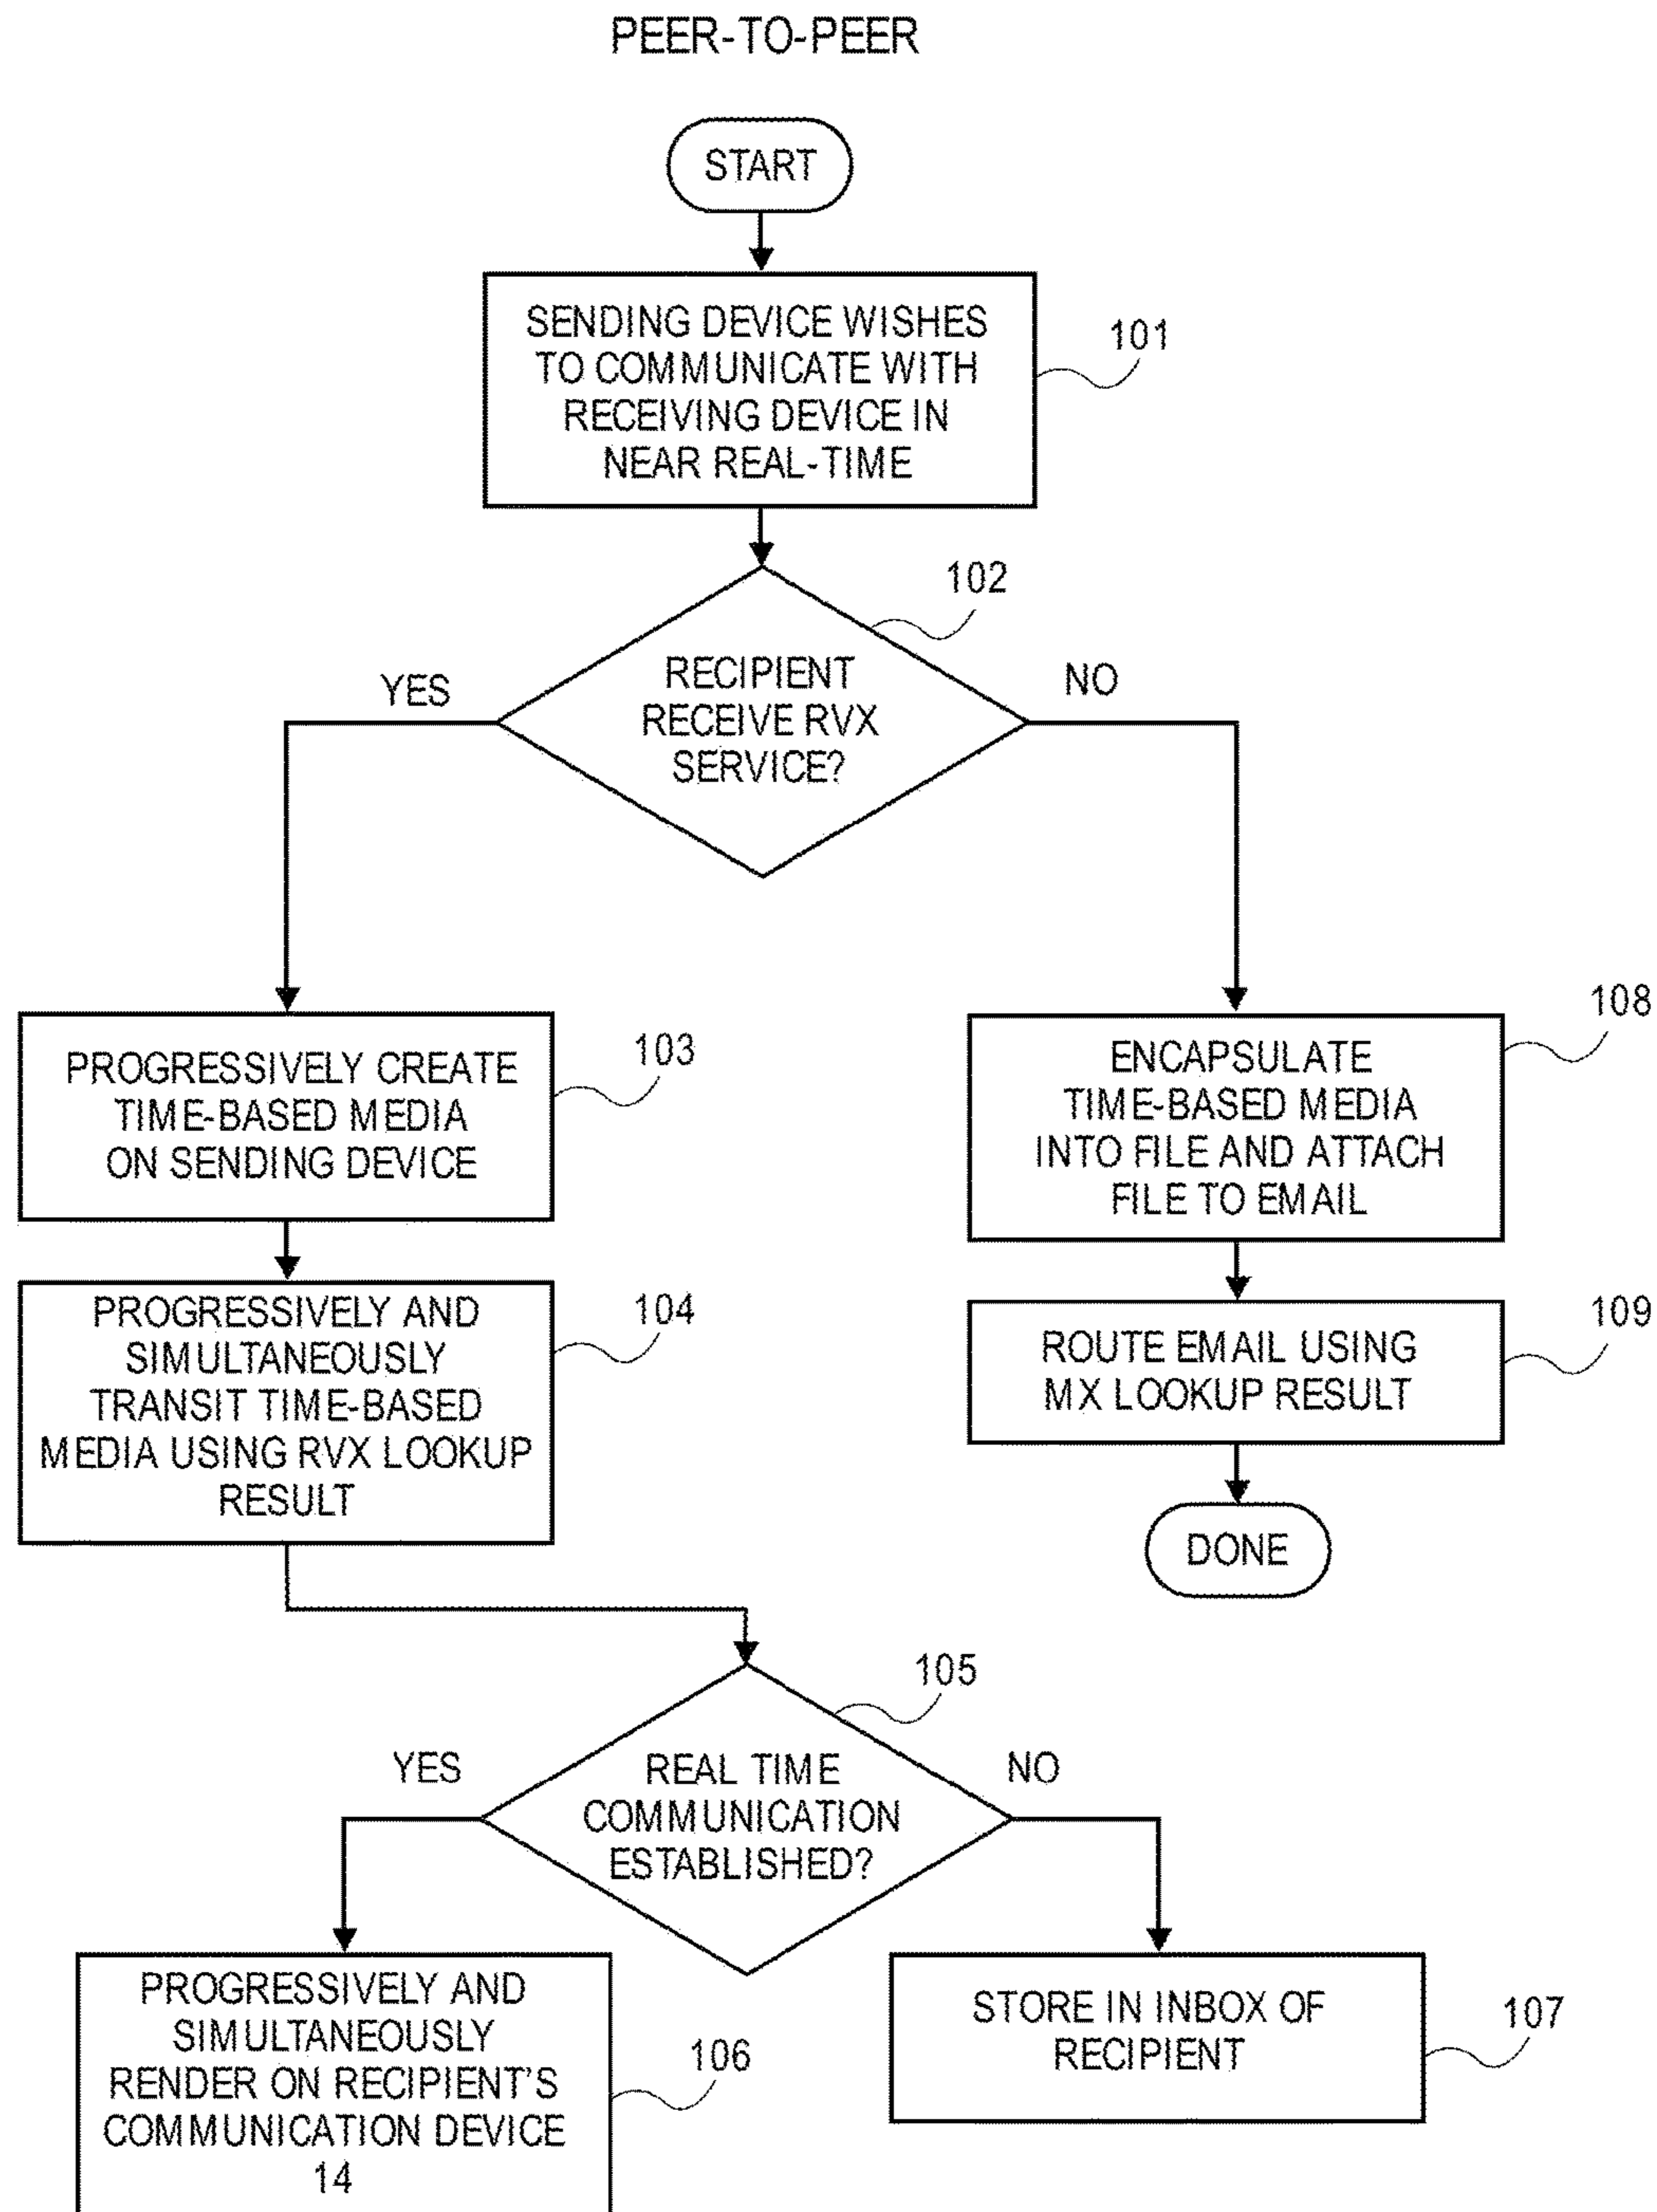 PEER-TO-PEER
START
SENDING DEVICE WISHES
TO COMMUNICATE WITH
RECEIVING DEVICE IN
NEAR REAL-TIME
101
102
RECIPIENT
RECEIVE RVX
SERVICE?
YES
NO
PROGRESSIVELY CREATE
TIME-BASED MEDIA
ON SENDING DEVICE
103
ENCAPSULATE
TIME-BASED MEDIA
INTO FILE AND ATTACH
FILE TO EMAIL
108
PROGRESSIVELY AND
SIMULTANEOUSLY
TRANSIT TIME-BASED
MEDIA USING RVX LOOKUP
RESULT
104
ROUTE EMAIL USING
MX LOOKUP RESULT
109
DONE
105
REAL TIME
COMMUNICATION
ESTABLISHED?
YES
NO
PROGRESSIVELY AND
SIMULTANEOUSLY
RENDER ON RECIPIENT'S
COMMUNICATION DEVICE
14
106
STORE IN INBOX OF
RECIPIENT
107